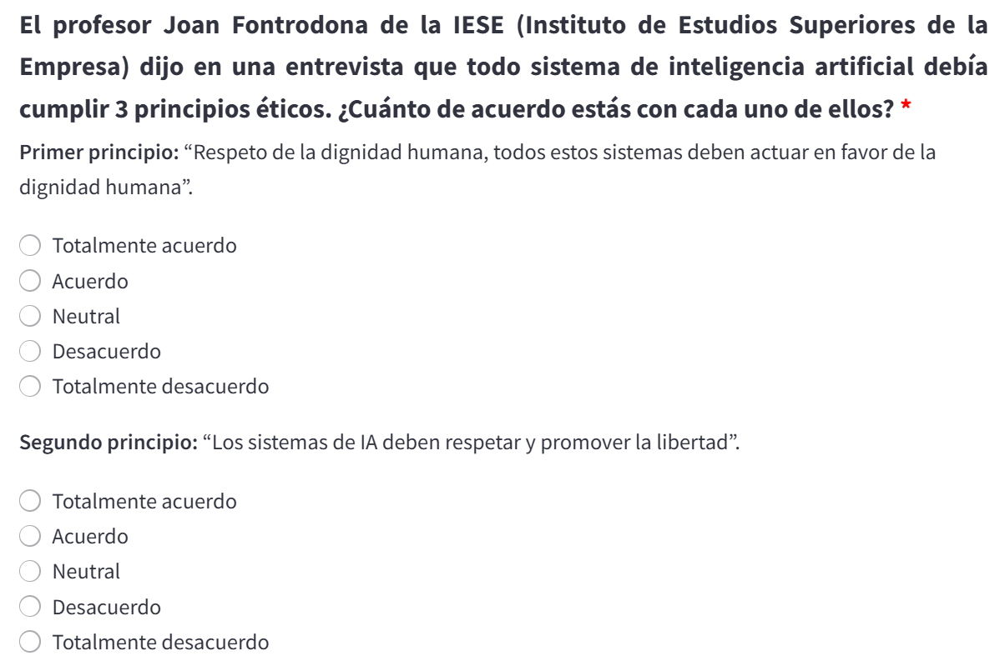 El profesor Joan Fontrodona de la IESE (Instituto de Estudios Superiores de la
Empresa) dijo en una entrevista que todo sistema de inteligencia artificial debía
cumplir 3 principios éticos. ¿Cuánto de acuerdo estás con cada uno de ellos? *
Primer principio: “Respeto de la dignidad humana, todos estos sistemas deben actuar en favor de la
dignidad humana”.
Totalmente acuerdo
Acuerdo
Neutral
Desacuerdo
Totalmente desacuerdo
Segundo principio: “Los sistemas de IA deben respetar y promover la libertad”.
Totalmente acuerdo
Acuerdo
Neutral
Desacuerdo
Totalmente desacuerdo